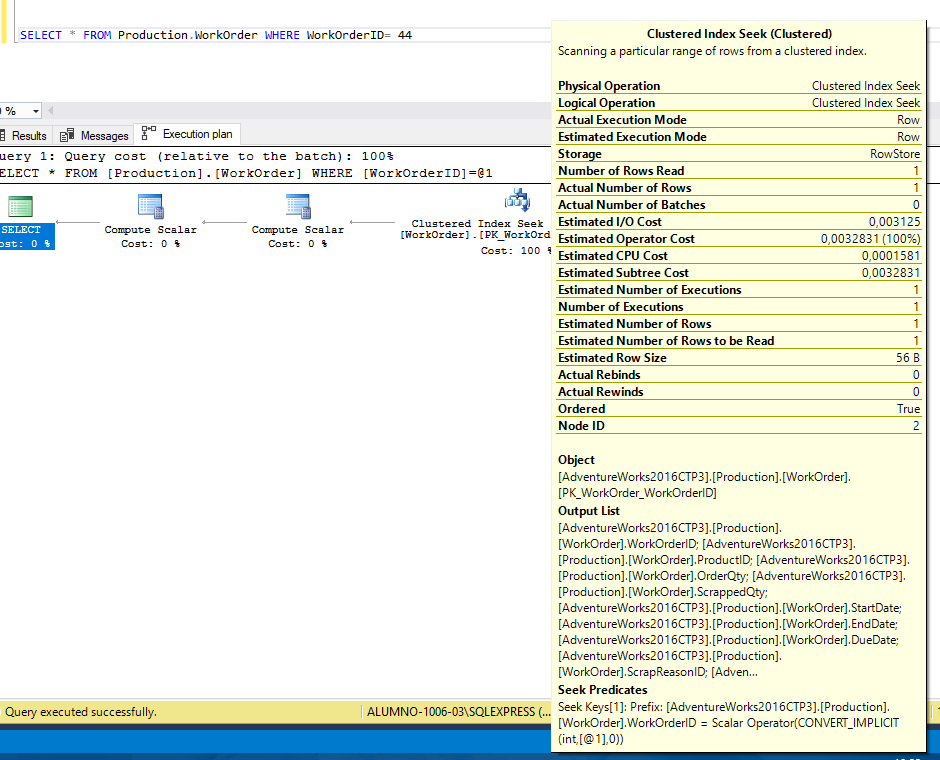 SELECT * FROM Production.WorkOrder WHERE WorkOrderID= 44
%
Results Messages Execution plan
uery 1: Query cost (relative to the batch): 100%
ELECT * FROM [Production].[WorkOrder] WHERE [WorkOrderID]=@1
SELECT
ost: 0 %
Compute Scalar
Cost: 0 %
Compute Scalar
Cost: 0 %
Clustered Index Seek
[WorkOrder].[PK_WorkOrd
Cost: 100 %
Clustered Index Seek (Clustered)
Scanning a particular range of rows from a clustered index.
Physical Operation Clustered Index Seek
Logical Operation Clustered Index Seek
Actual Execution Mode Row
Estimated Execution Mode Row
Storage RowStore
Number of Rows Read 1
Actual Number of Rows 1
Actual Number of Batches 0
Estimated I/O Cost 0,003125
Estimated Operator Cost 0,0032831 (100%)
Estimated CPU Cost 0,0001581
Estimated Subtree Cost 0,0032831
Estimated Number of Executions 1
Number of Executions 1
Estimated Number of Rows 1
Estimated Number of Rows to be Read 1
Estimated Row Size 56 B
Actual Rebinds 0
Actual Rewinds 0
Ordered True
Node ID 2
Object
[AdventureWorks2016CTP3].[Production].[WorkOrder].
[PK_WorkOrder_WorkOrderID]
Output List
[AdventureWorks2016CTP3].[Production].
[WorkOrder].WorkOrderID; [AdventureWorks2016CTP3].
[Production].[WorkOrder].ProductID; [AdventureWorks2016CTP3].
[Production].[WorkOrder].OrderQty; [AdventureWorks2016CTP3].
[Production].[WorkOrder].ScrappedQty;
[AdventureWorks2016CTP3].[Production].[WorkOrder].StartDate;
[AdventureWorks2016CTP3].[Production].[WorkOrder].EndDate;
[AdventureWorks2016CTP3].[Production].[WorkOrder].DueDate;
[AdventureWorks2016CTP3].[Production].
[WorkOrder].ScrapReasonID; [Adven...
Seek Predicates
Seek Keys[1]: Prefix: [AdventureWorks2016CTP3].[Production].
[WorkOrder].WorkOrderID = Scalar Operator(CONVERT_IMPLICIT
(int,[@1],0))
Query executed successfully. ALUMNO-1006-03\SQLEXPRESS (...